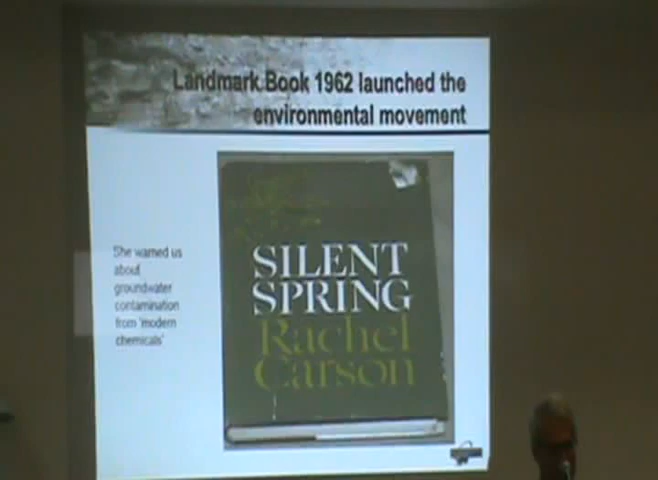 Landmark Book 1962 launched the
environmental movement
She warned us
about
groundwater
contamination
from 'modern
chemicals'
SILENT
SPRING
Rachel
Carson